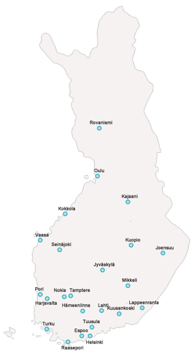 Rovaniemi
Oulu
Kajaani
Kokkola
Vaasa
Seinäjoki
Kuopio
Joensuu
Jyväskylä
Mikkeli
Pori
Harjavalta
Nokia
Tampere
Hämeenlinna
Lahti
Kuusankoski
Lappeenranta
Turku
Tuusula
Espoo
Helsinki
Raasepori